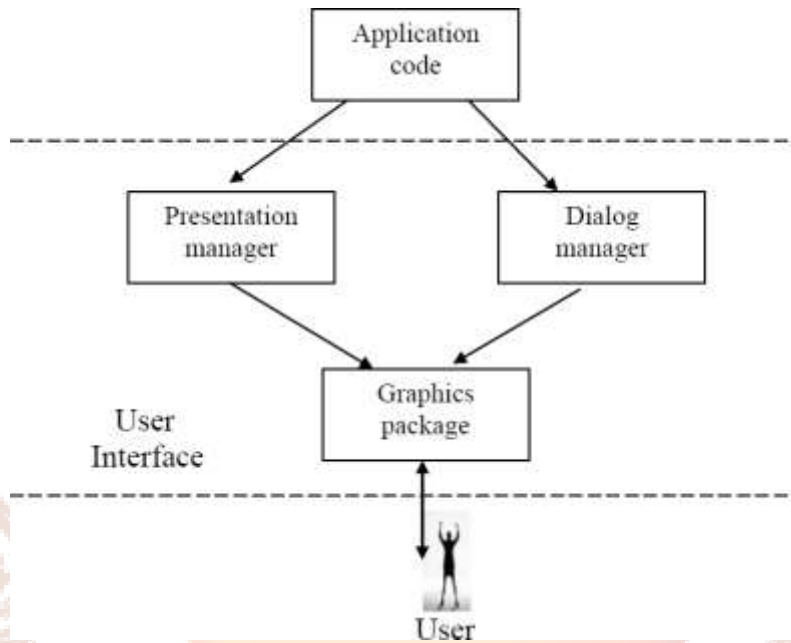 Application
code
Presentation
manager
Dialog
manager
Graphics
package
User
Interface
User